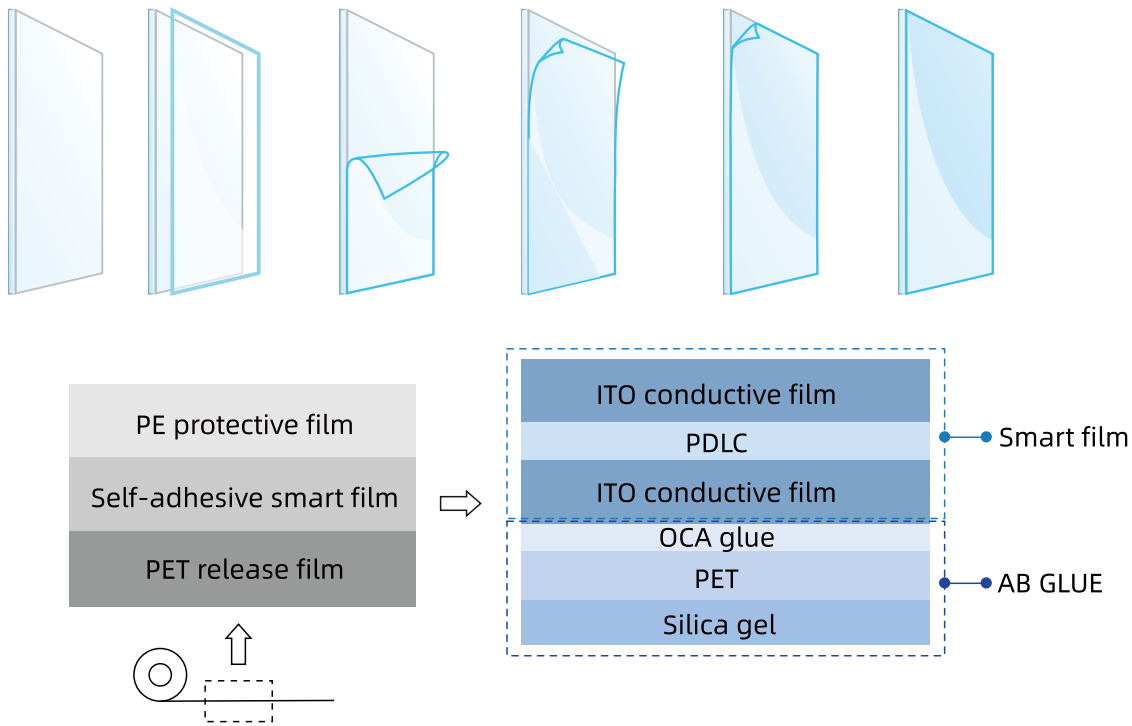 PE protective film
Self-adhesive smart film
PET release film
ITO conductive film
PDLC
ITO conductive film
OCA glue
PET
Silica gel
Smart film
AB GLUE